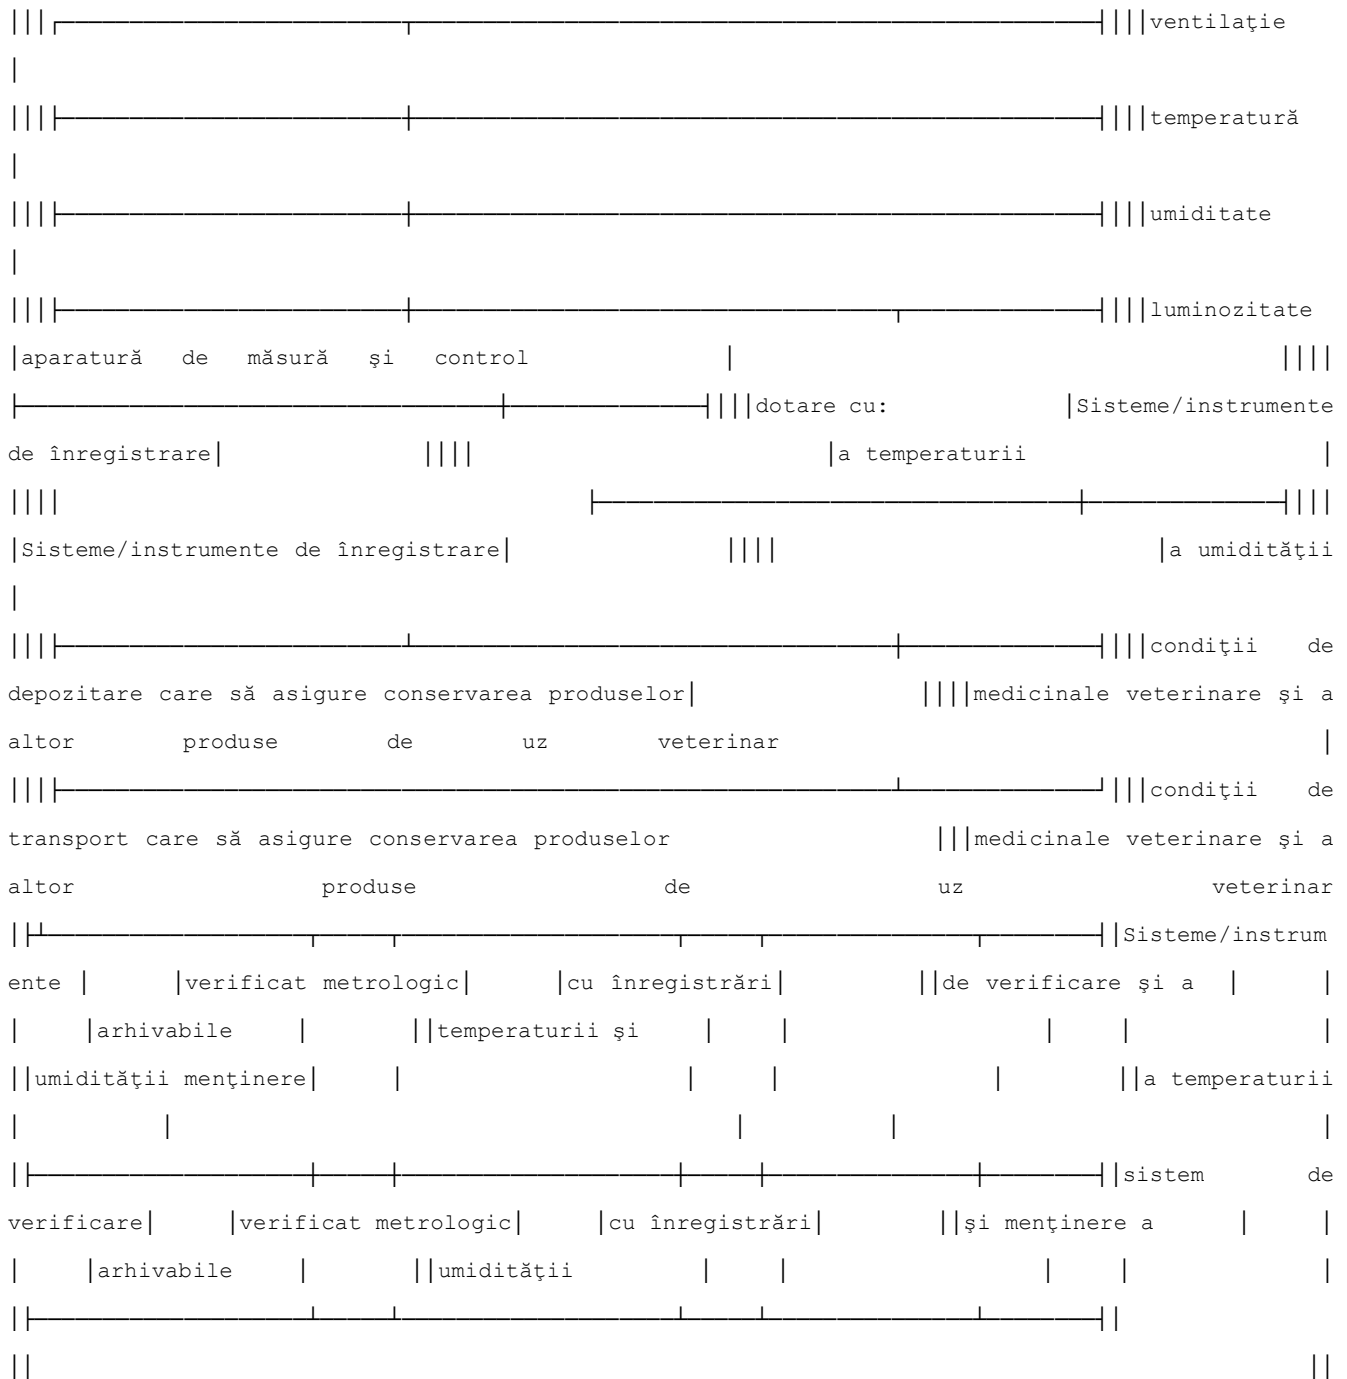 ventilaţie
temperatură
umiditate
luminozitate
aparatură de măsură şi control
dotare cu: Sisteme/instrumente
de înregistrare a temperaturii
Sisteme/instrumente de înregistrare a umidităţii
condiţii de
depozitare care să asigure conservarea produselor medicinale veterinare şi a
altor produse de uz veterinar
condiţii de
transport care să asigure conservarea produselor medicinale veterinare şi a
altor produse de uz veterinar
Sisteme/instrum
ente verificat metrologic cu înregistrări de verificare şi a
arhivabile temperaturii şi
umidităţii menţinere a temperaturii
sistem de
verificare verificat metrologic cu înregistrări şi menţinere a
arhivabile umidităţii